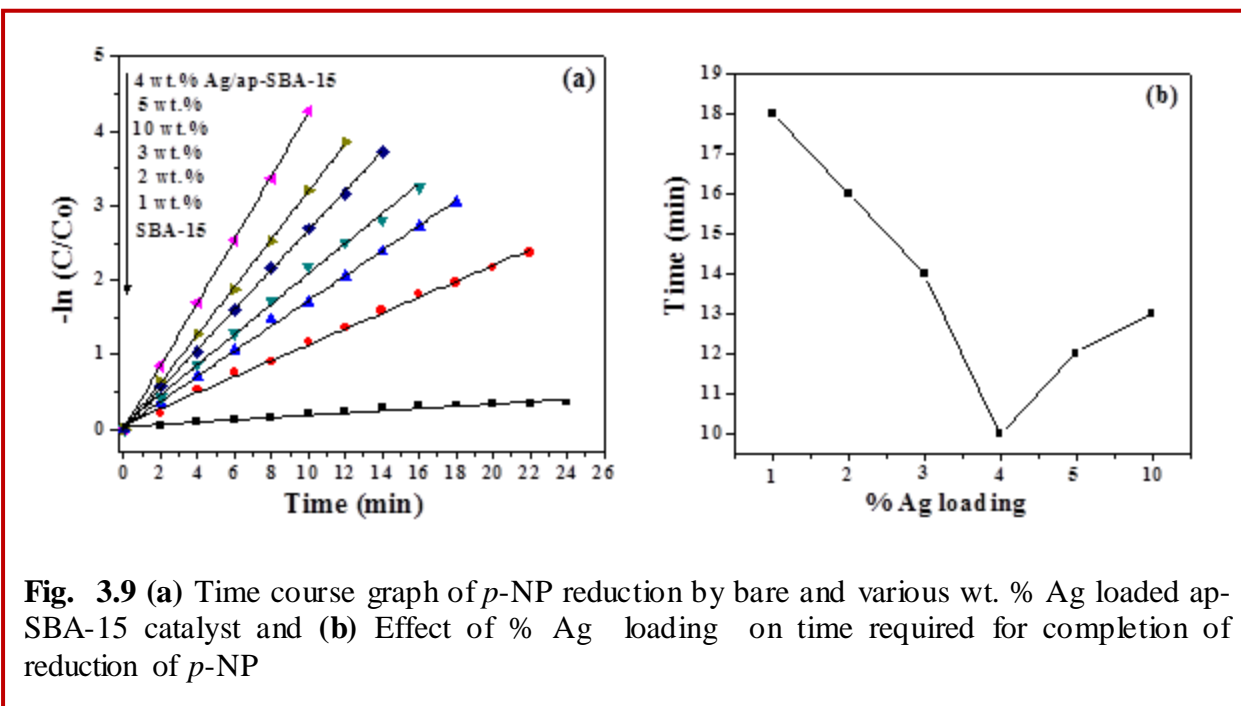 5
4
3
2
1
0
-ln (C/Co)
4 wt.% Ag/ap-SBA-15
5 wt.%
10 wt.%
3 wt.%
2 wt.%
1 wt.%
SBA-15
(a)
0 2 4 6 8 10 12 14 16 18 20 22 24 26
Time (min)
19
18
17
16
15
14
13
12
11
10
Time (min)
(b)
1 2 3 4 5 10
% Ag loading
Fig. 3.9 (a) Time course graph of p-NP reduction by bare and various wt. % Ag loaded ap-
SBA-15 catalyst and (b) Effect of % Ag loading on time required for completion of
reduction of p-NP